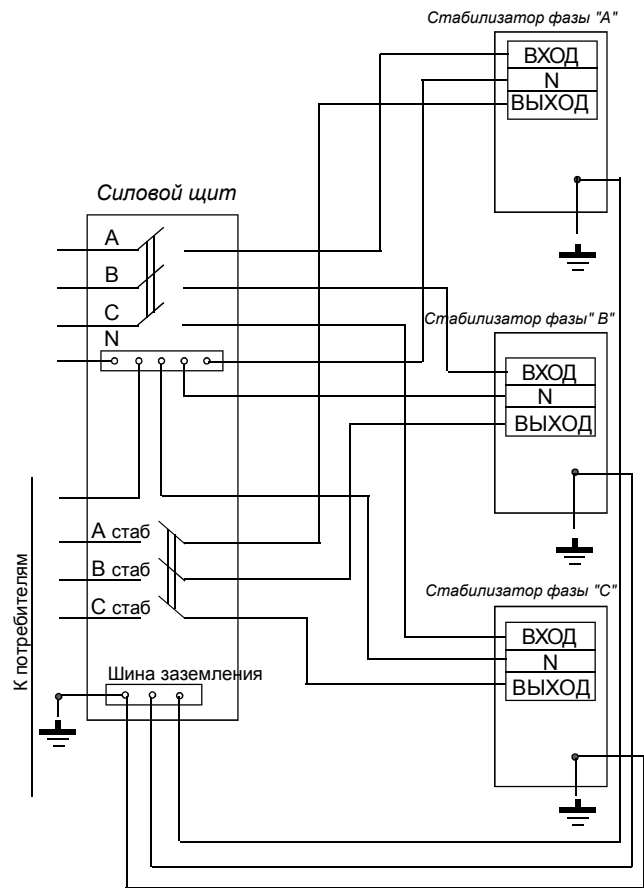 Стабилизатор фазы "А"
ВХОД
N
ВЫХОД
Силовой щит
A
B
C
N
Стабилизатор фазы" B"
ВХОД
N
ВЫХОД
К потребителям
А стаб
В стаб
С стаб
Стабилизатор фазы "С"
ВХОД
N
ВЫХОД
Шина заземления